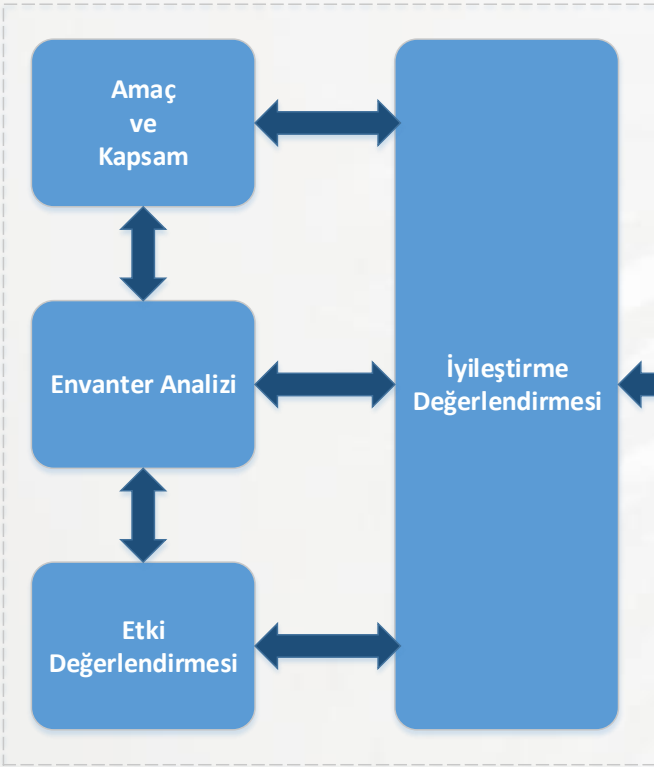 Amaç
ve
Kapsam
Envanter Analizi
Etki
Değerlendirmesi
İyileştirme
Değerlendirmesi